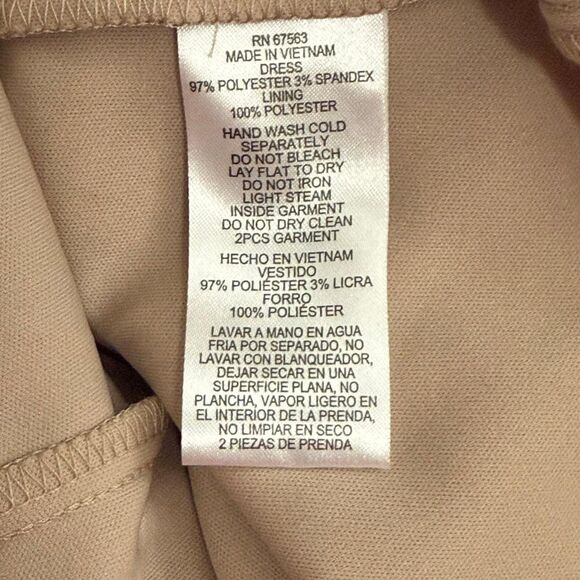 RN 67563
MADE IN VIETNAM
DRESS
97% POLYESTER 3% SPANDEX
LINING
100% POLYESTER
HAND WASH COLD
SEPARATELY
DO NOT BLEACH
LAY FLAT TO DRY
DO NOT IRON
LIGHT STEAM
INSIDE GARMENT
DO NOT DRY CLEAN
2PCS GARMENT
HECHO EN VIETNAM
VESTIDO
97% POLIÉSTER 3% LICRA
FORRO
100% POLIÉSTER
LAVAR A MANO EN AGUA
FRIA POR SEPARADO, NO
LAVAR CON BLANQUEADOR,
DEJAR SECAR EN UNA
SUPERFICIE PLANA, NO
PLANCHA, VAPOR LIGERO EN
EL INTERIOR DE LA PRENDA,
NO LIMPIAR EN SECO
2 PIEZAS DE PRENDA